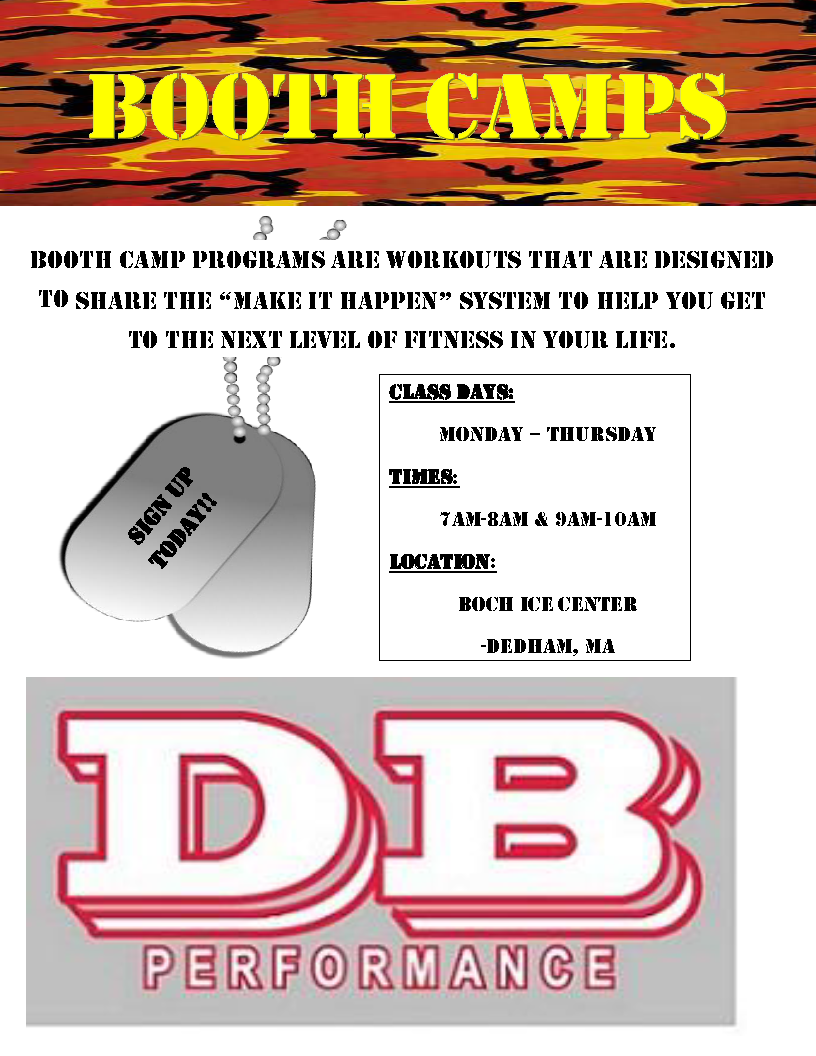 BOOTH CAMPS
BOOTH CAMP PROGRAMS ARE WORKOUTS THAT ARE DESIGNED
TO SHARE THE “MAKE IT HAPPEN” SYSTEM TO HELP YOU GET
TO THE NEXT LEVEL OF FITNESS IN YOUR LIFE.
SIGN UP
TODAY!!
CLASS DAYS:
MONDAY – THURSDAY
TIMES:
7AM-8AM & 9AM-10AM
LOCATION:
BOCH ICE CENTER
-DEDHAM, MA
DB
PERFORMANCE